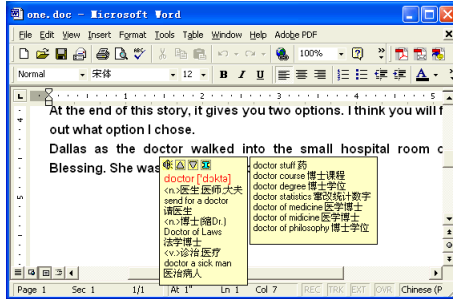 one.doc - Microsoft Word
File Edit View Insert Format Tools Table Window Help Adobe PDF
100%
Normal 宋体 12 B I U A
1 2 3 4 5
At the end of this story, it gives you two options. I think you will f
out what option I chose.
Dallas as the doctor walked into the small hospital room o
Blessing. She was
doctor ['dɔktə]
<n.>医生医师大夫
send for a doctor
请医生
<n.>博士(缩Dr.)
Doctor of Laws
法学博士
<v.>诊治医疗
doctor a sick man
医治病人
doctor stuff 药
doctor course 博士课程
doctor degree 博士学位
doctor statistics 窜改统计数字
doctor of medicine 医学博士
doctor of midicine 医学博士
doctor of philosophy 博士学位
Page 1 Sec 1 1/1 At 1" Ln 1 Col 7 REC TRK EXT OVR Chinese (P